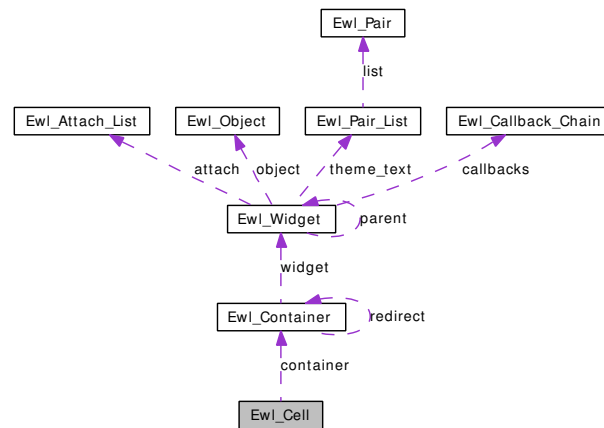 Ewl_Pair
list
Ewl_Attach_List
Ewl_Object
Ewl_Pair_List
Ewl_Callback_Chain
attach
object
theme_text
callbacks
Ewl_Widget
parent
widget
Ewl_Container
redirect
container
Ewl_Cell